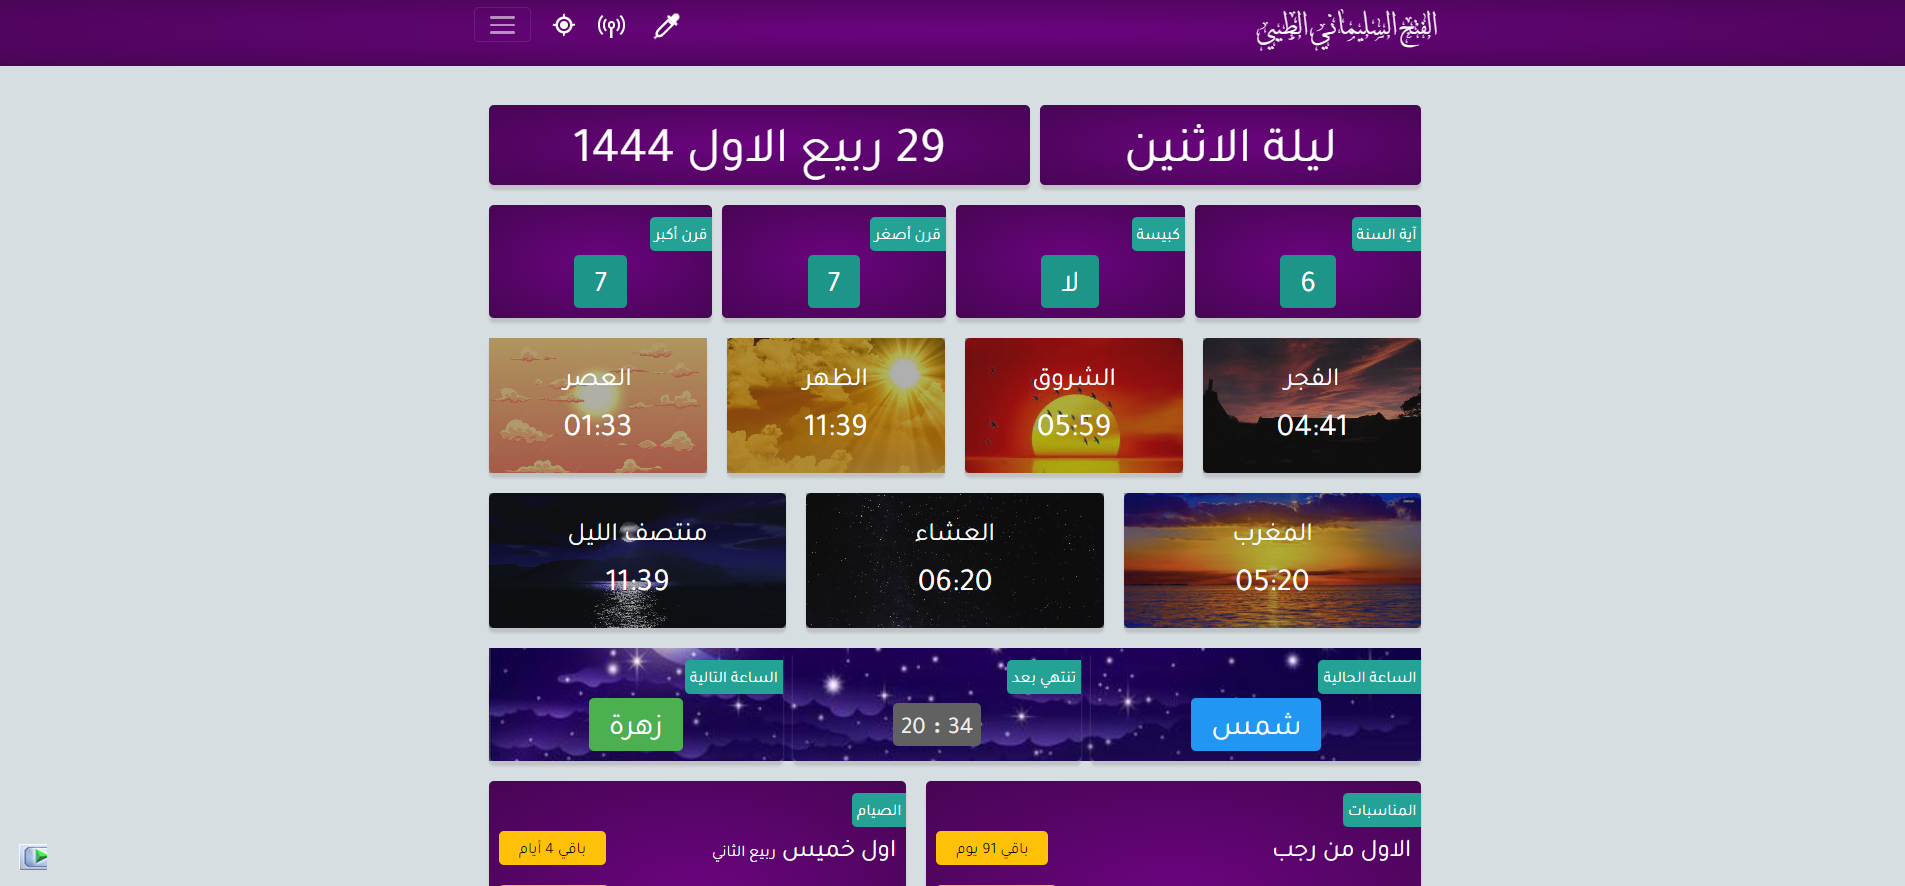 الفتح السليماني الطيبي
ليلة الاثنين
29 ربيع الاول 1444
آية السنة
6
كبيسة
لا
قرن أصغر
7
قرن أكبر
7
الفجر
04:41
الشروق
05:59
الظهر
11:39
العصر
01:33
المغرب
05:20
العشاء
06:20
منتصف الليل
11:39
الساعة الحالية
شمس
تنتهي بعد
20 : 34
الساعة التالية
زهرة
المناسبات
الاول من رجب
باقي 91 يوم
الصيام
اول خميس ربيع الثاني
باقي 4 أيام